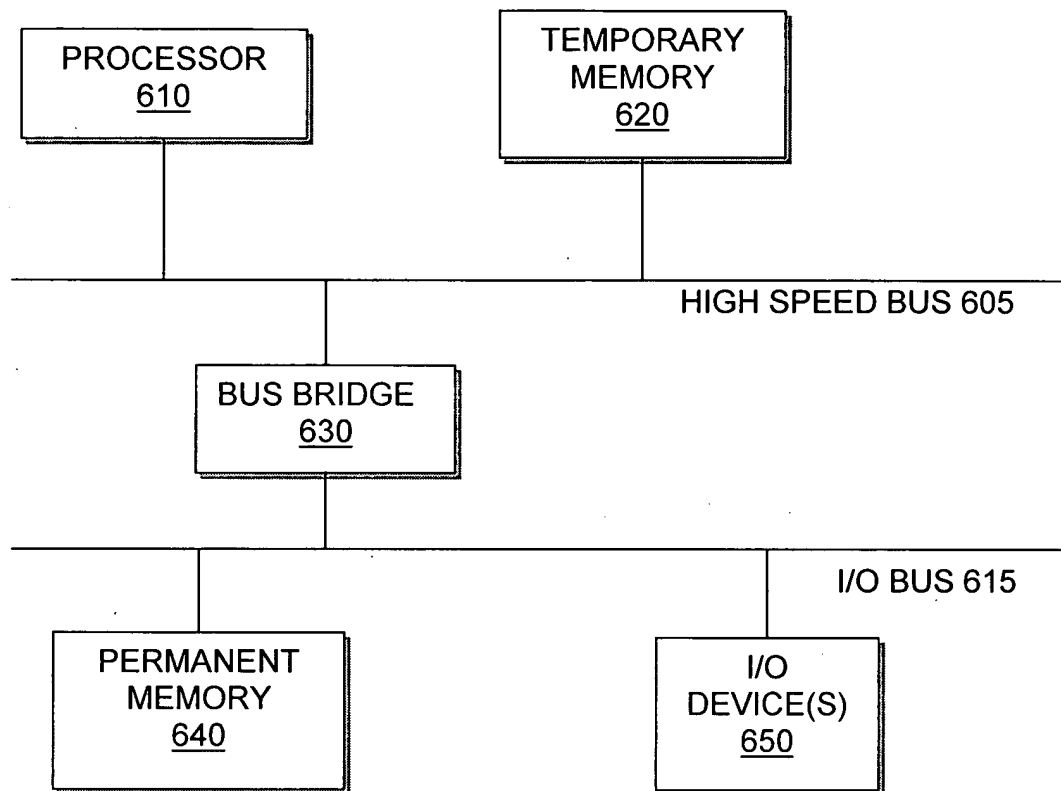 PROCESSOR
610
TEMPORARY
MEMORY
620
HIGH SPEED BUS 605
BUS BRIDGE
630
I/O BUS 615
PERMANENT
MEMORY
640
I/O
DEVICE(S)
650